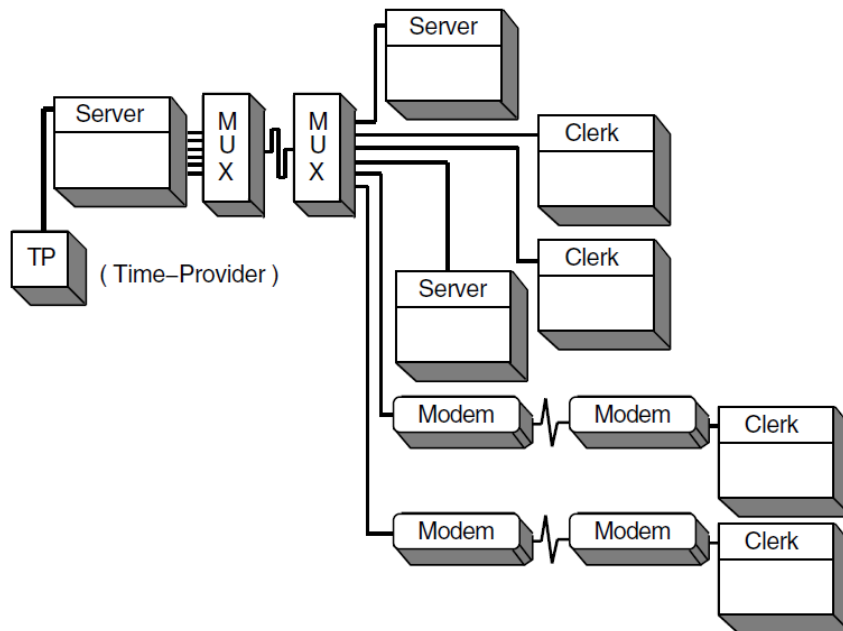 Server
Server
M
U
X
M
U
X
Clerk
TP
( Time–Provider )
Clerk
Server
Modem
Modem
Clerk
Modem
Modem
Clerk